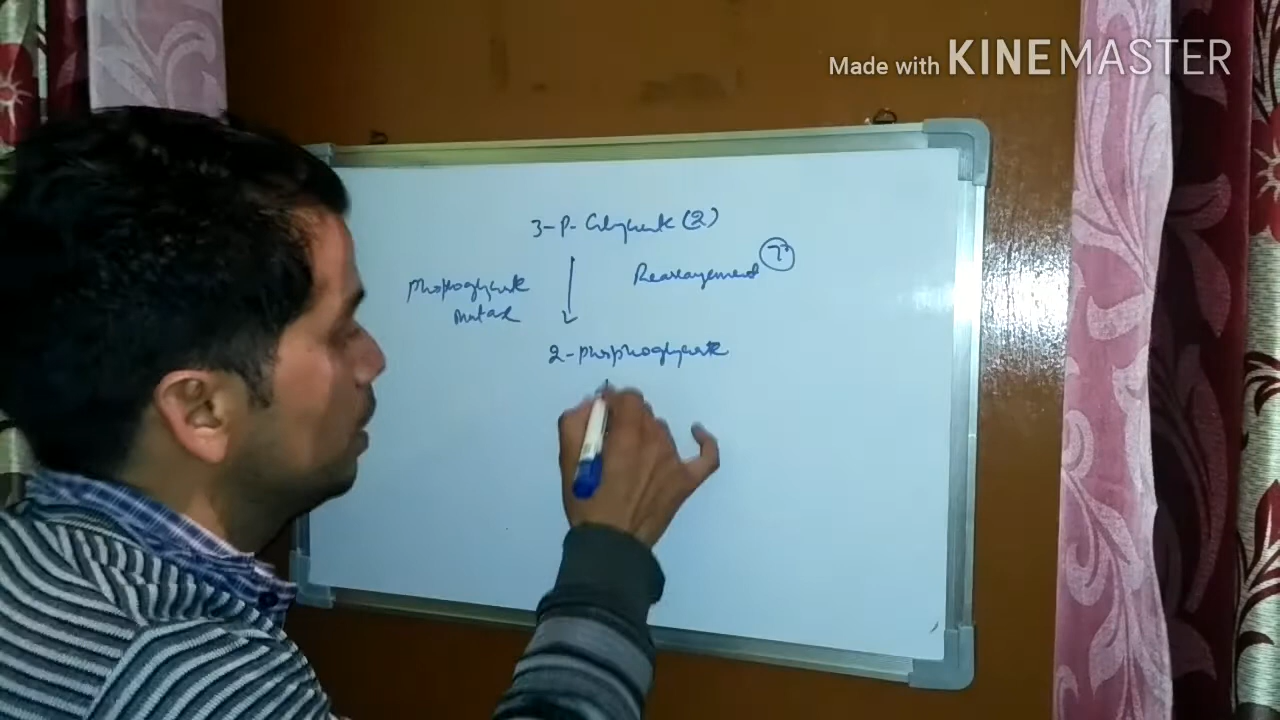 Made with KINEMASTER
3-P- Glycerate (2)
Rearrangement 7
Phosphoglycerate
Mutase
2-phosphoglycerate